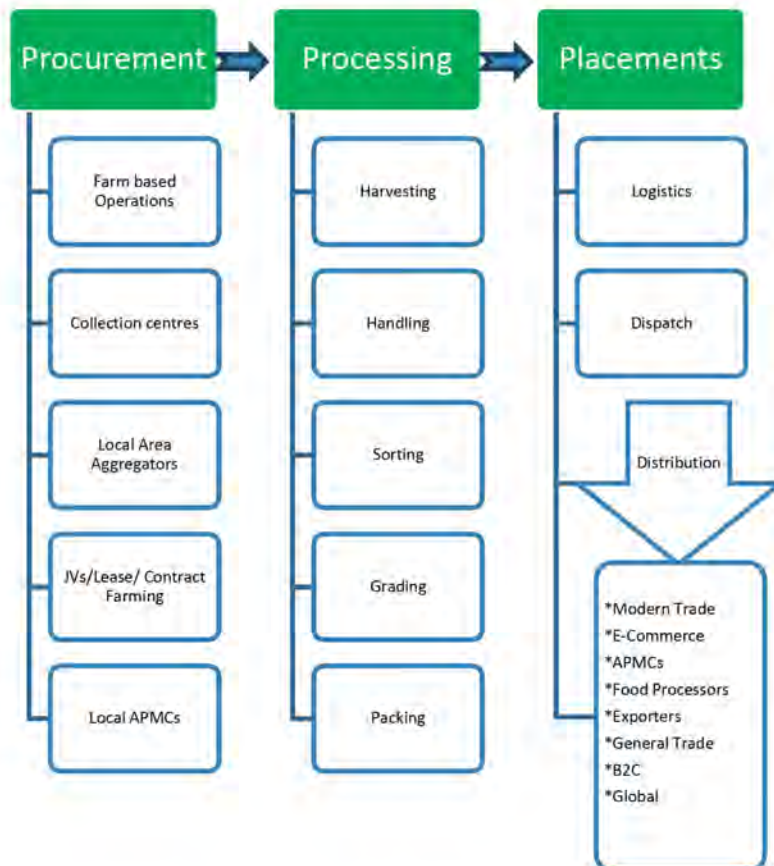 Procurement
Processing
Placements
Farm based
Operations
Collection centres
Local Area
Aggregators
JVs/Lease/ Contract
Farming
Local APMCs
Harvesting
Handling
Sorting
Grading
Packing
Logistics
Dispatch
Distribution
*Modern Trade
*E-Commerce
*APMCs
*Food Processors
*Exporters
*General Trade
*B2C
*Global